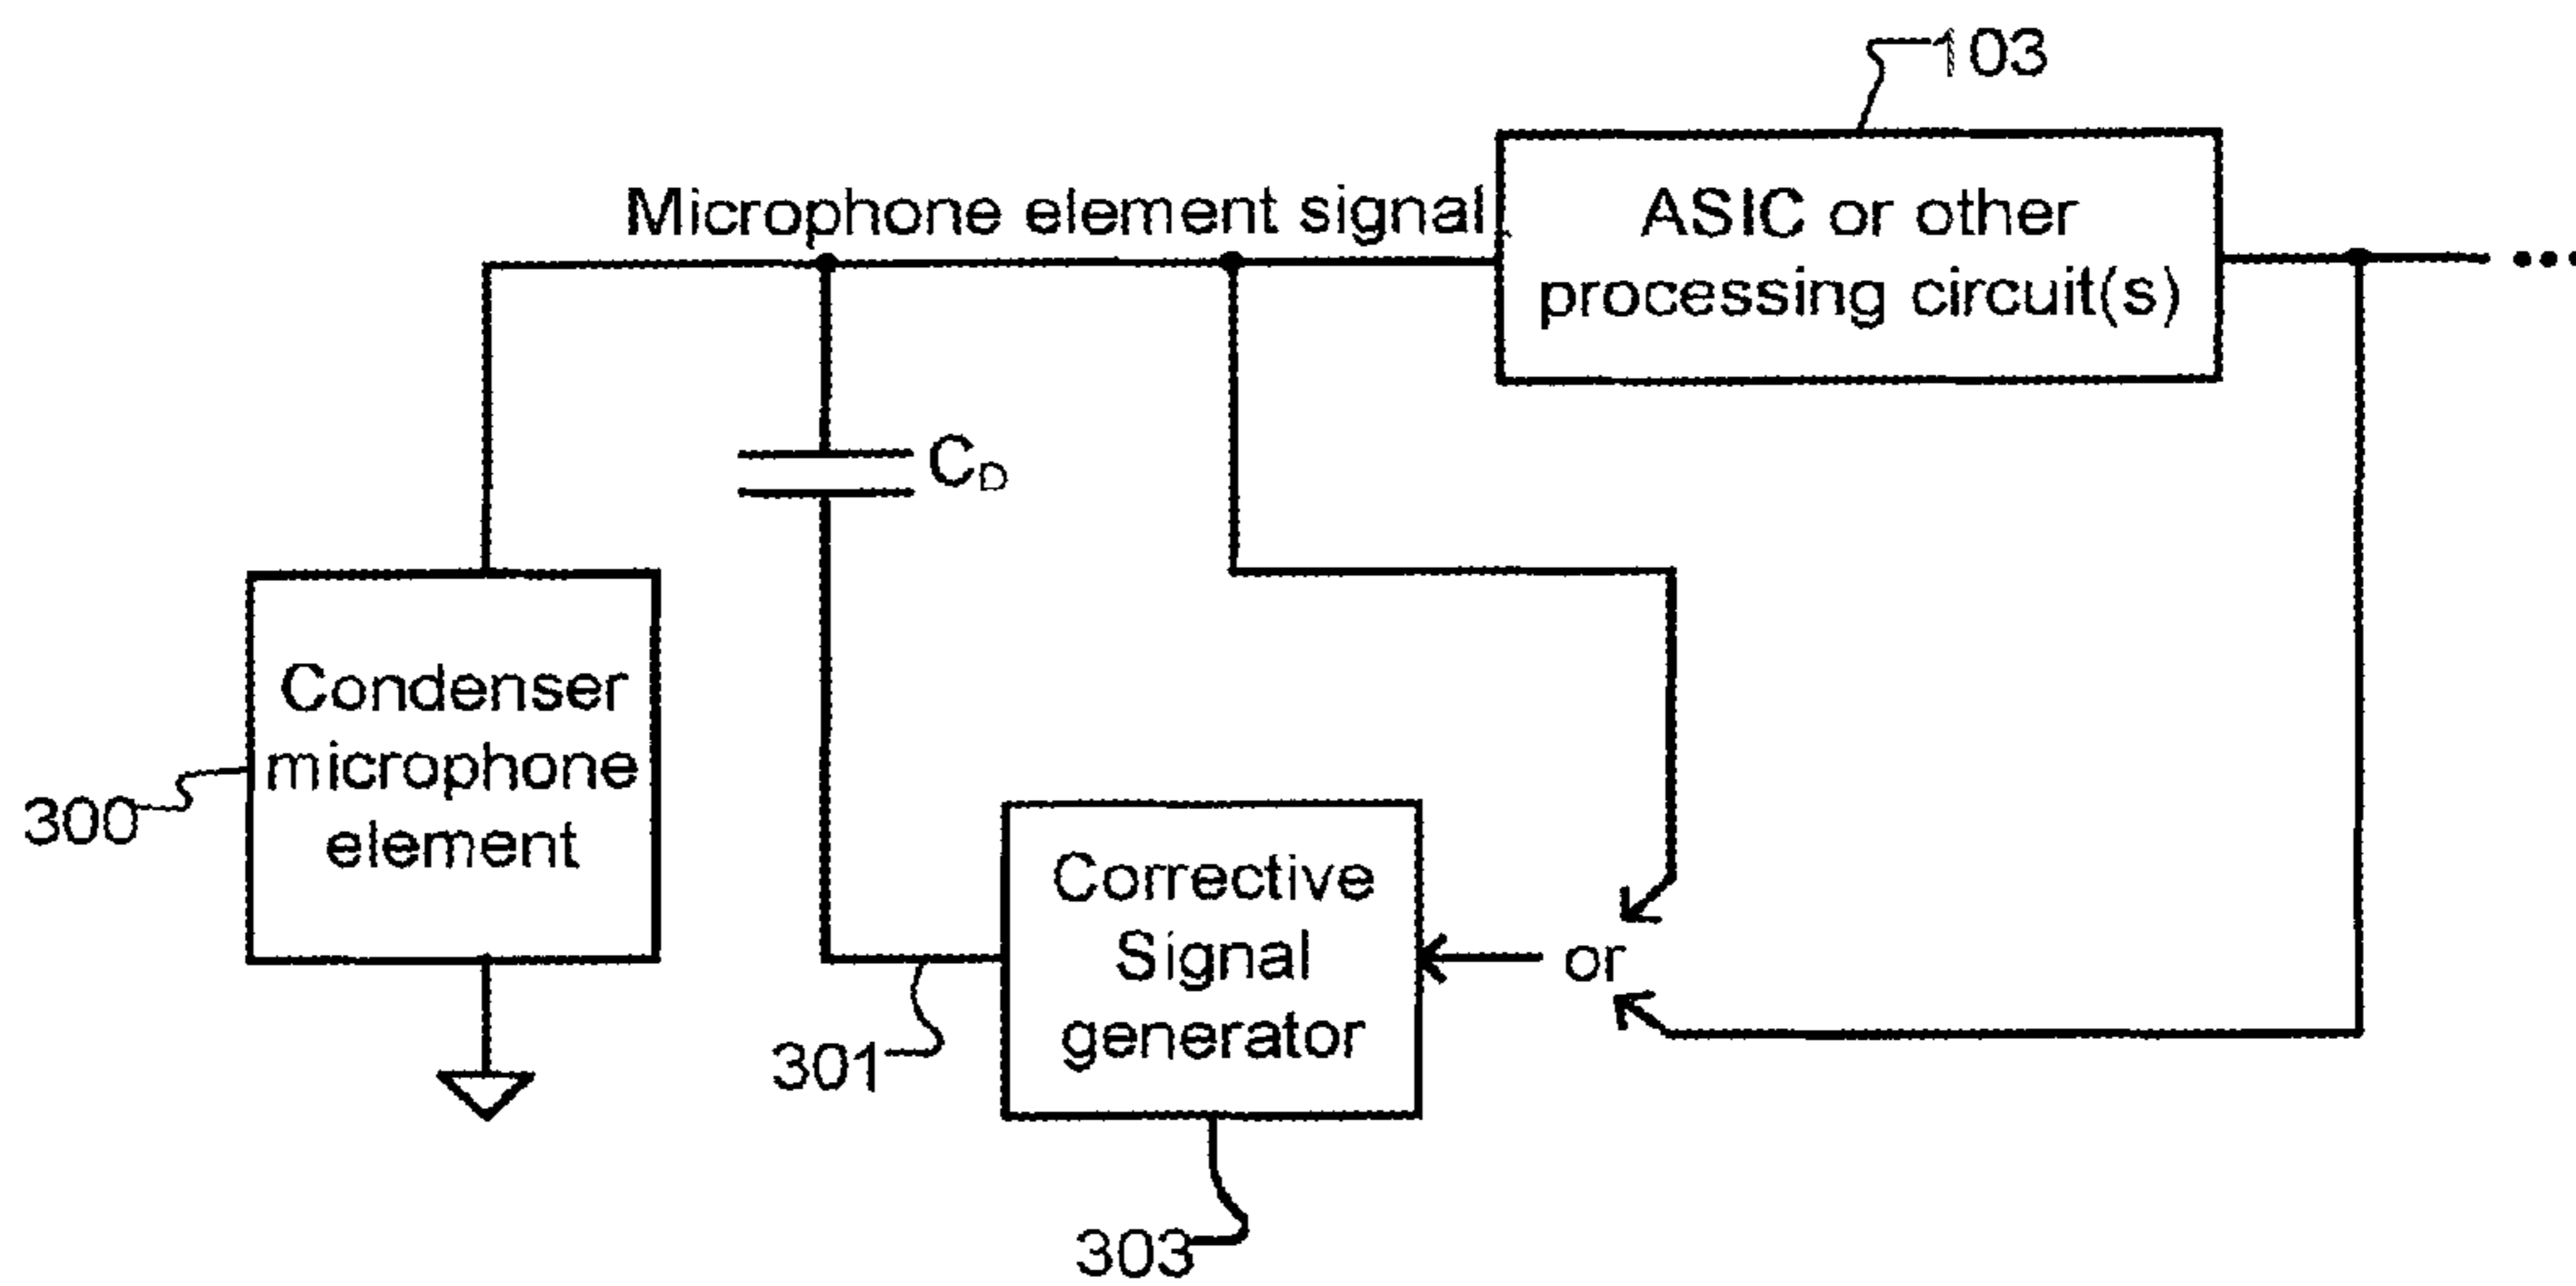 103
Microphone element signal
ASIC or other
processing circuit(s)
CD
Condenser
microphone
element
300
Corrective
Signal
generator
or
301
303